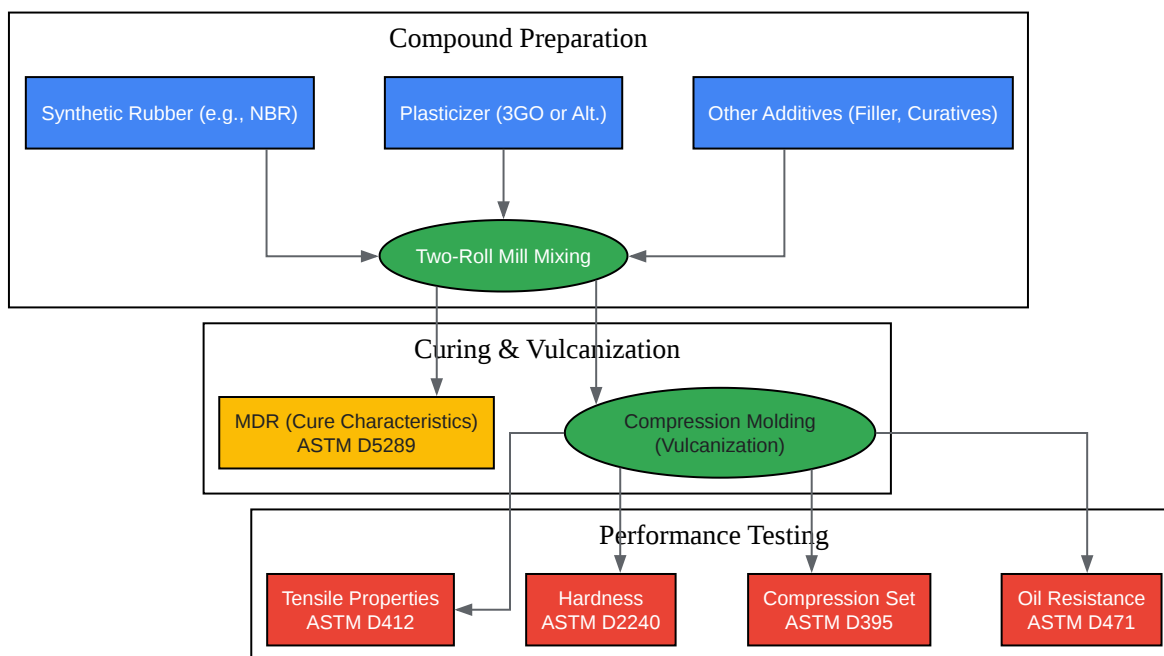 Compound Preparation
Synthetic Rubber (e.g., NBR)
Plasticizer (3GO or Alt.)
Other Additives (Filler, Curatives)
Two-Roll Mill Mixing
Curing & Vulcanization
MDR (Cure Characteristics)
ASTM D5289
Compression Molding
(Vulcanization)
Performance Testing
Tensile Properties
ASTM D412
Hardness
ASTM D2240
Compression Set
ASTM D395
Oil Resistance
ASTM D471